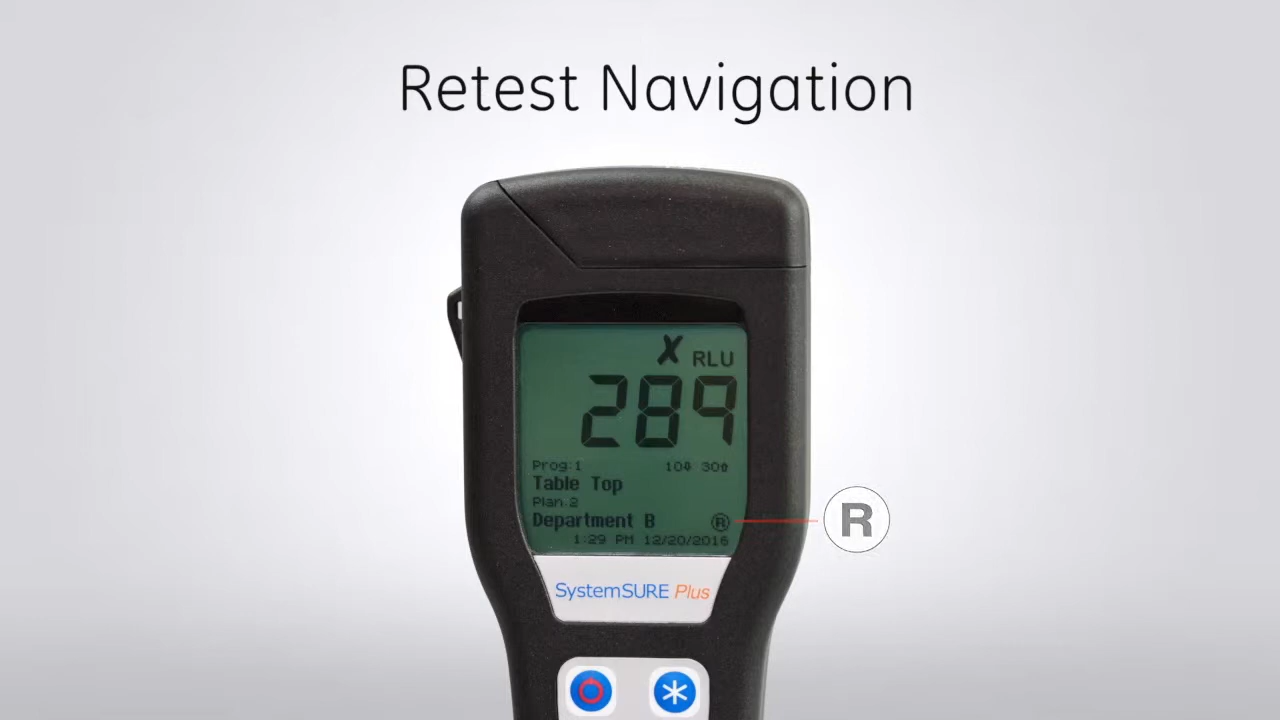 Retest Navigation
X RLU
289
Prog:1 10↓ 30↑
Table Top
Plan.2
Department B ®
R
1:29 PM 12/20/2016
SystemSURE Plus